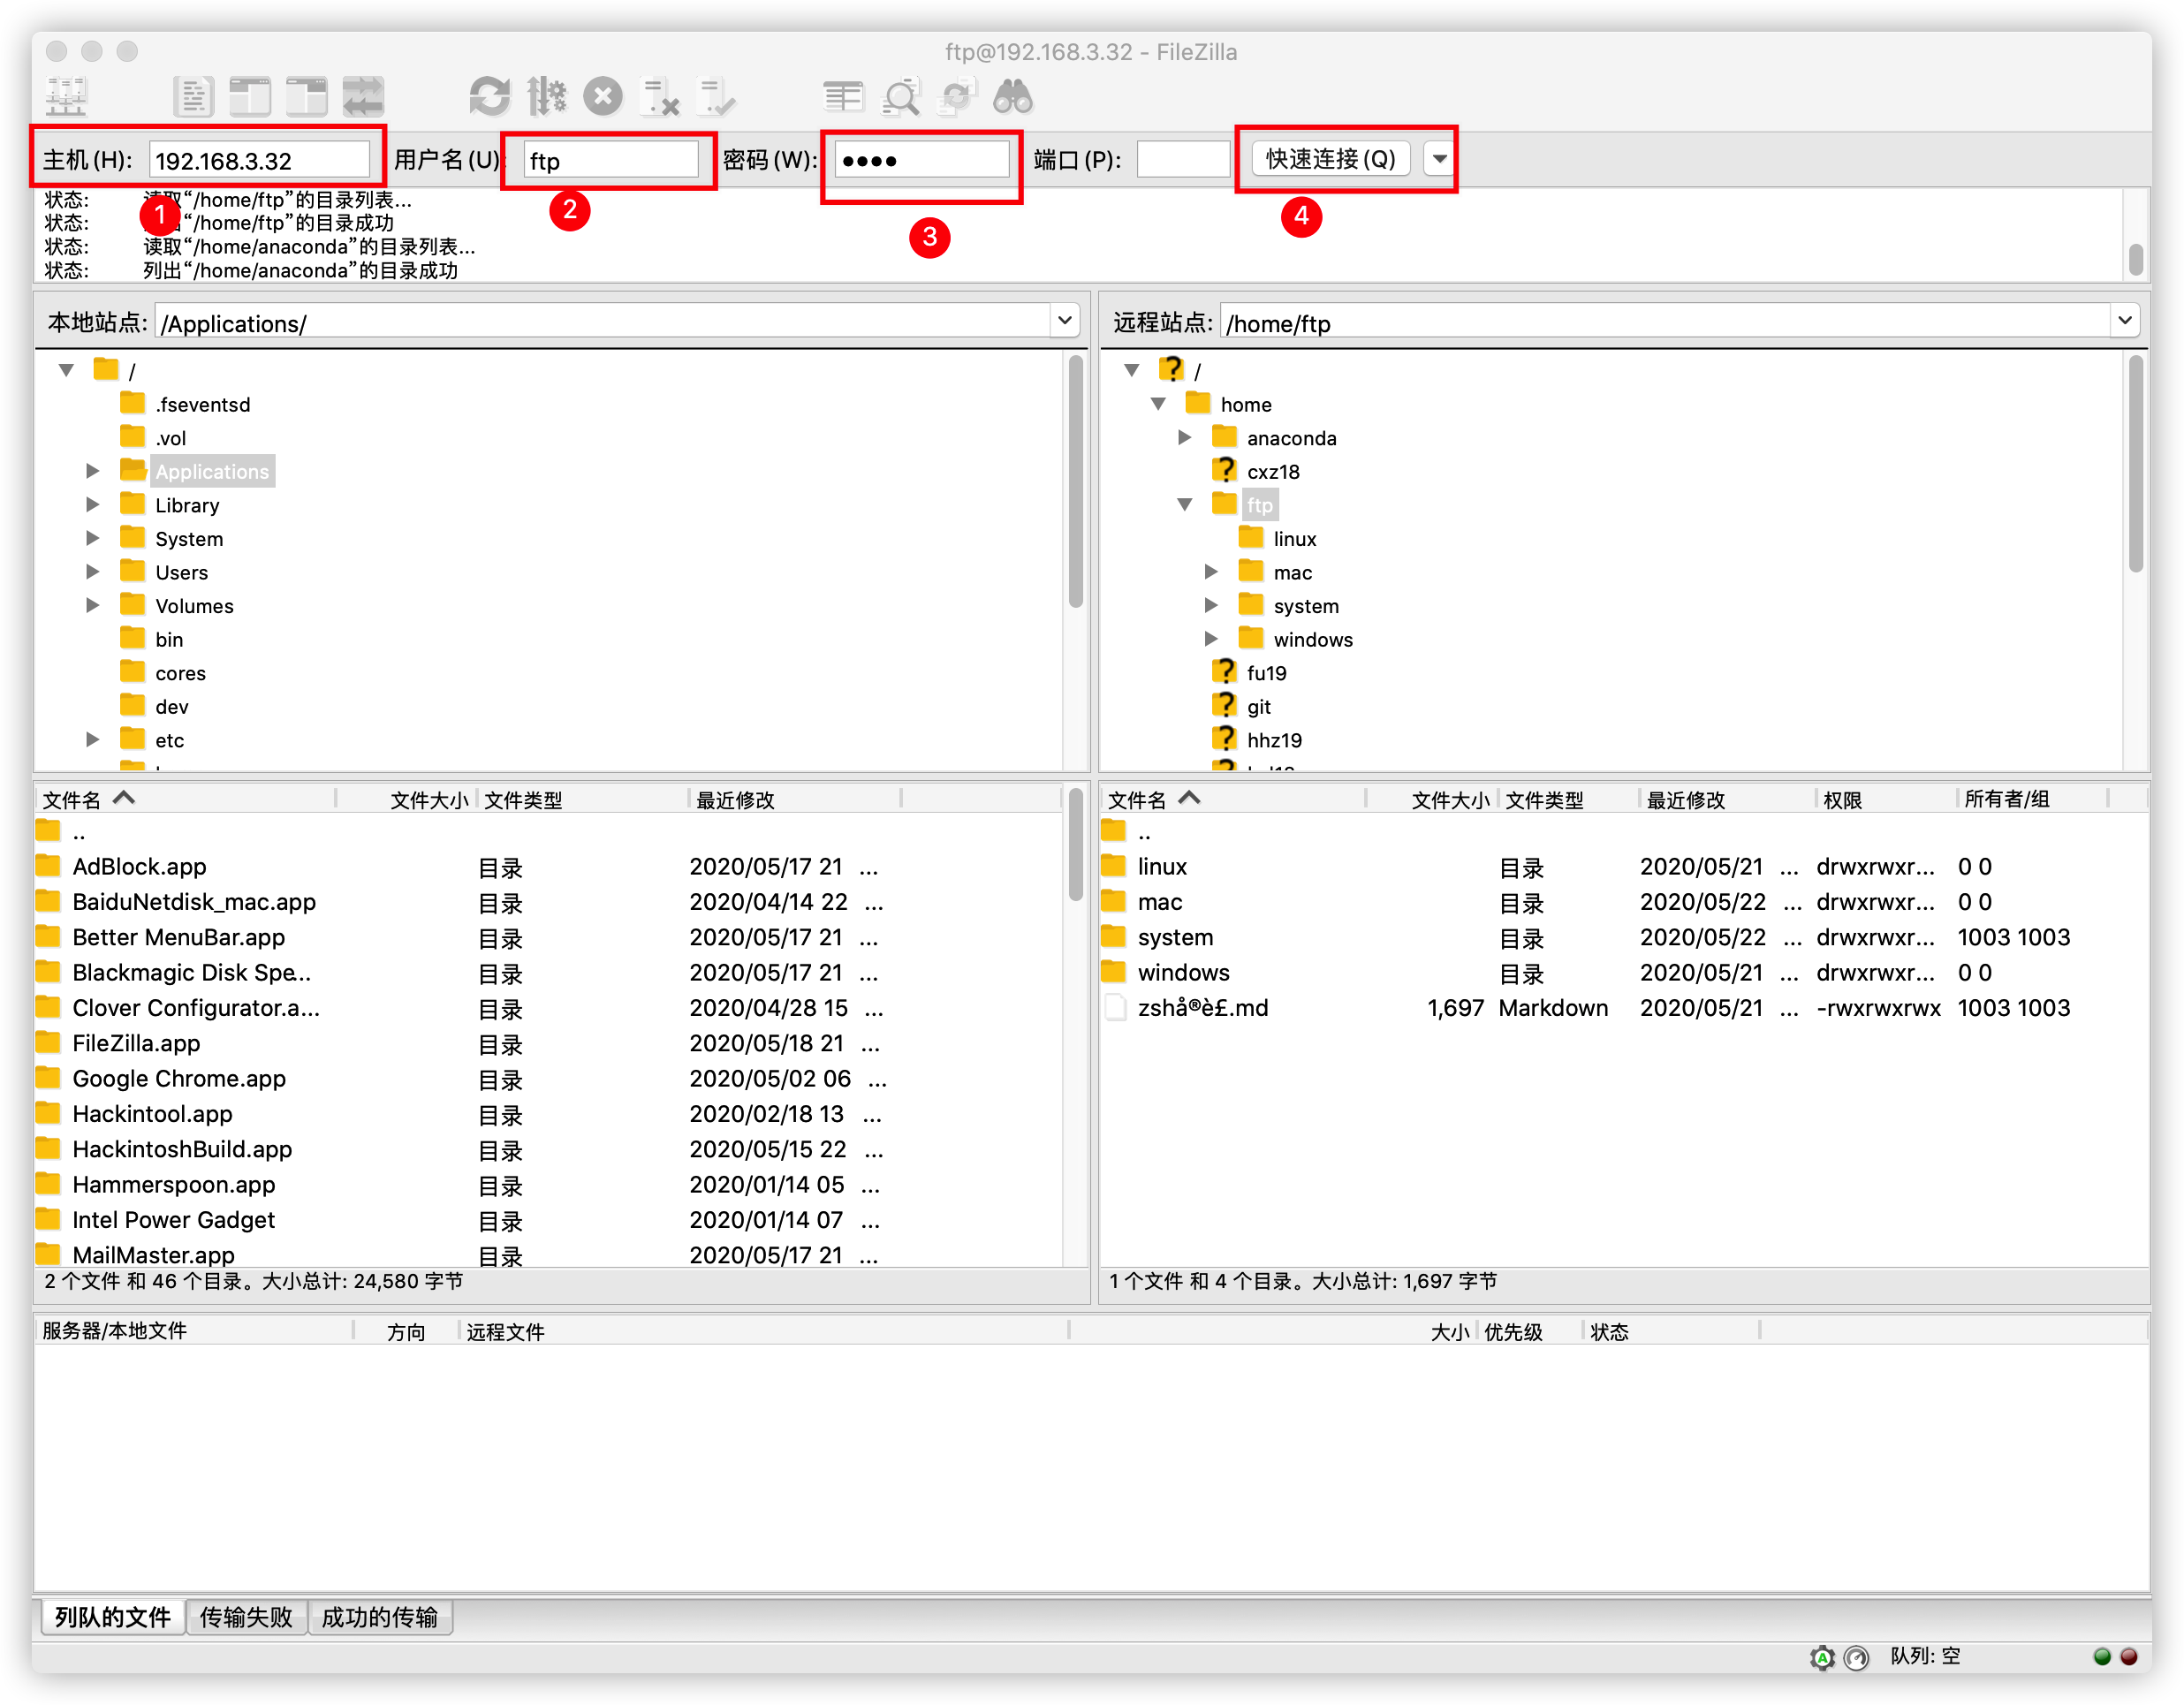 ftp@192.168.3.32 - FileZilla
主机(H): 192.168.3.32 用户名(U): ftp 密码(W): ●●●● 端口(P): 快速连接(Q)
1 2 3 4
状态: 取“/home/ftp”的目录列表...
状态: “/home/ftp”的目录成功
状态: 读取“/home/anaconda”的目录列表...
状态: 列出“/home/anaconda”的目录成功
本地站点: /Applications/
/
.fseventsd
.vol
Applications
Library
System
Users
Volumes
bin
cores
dev
etc
远程站点: /home/ftp
/
home
anaconda
cxz18
ftp
linux
mac
system
windows
fu19
git
hhz19
文件名 文件大小 文件类型 最近修改
..
AdBlock.app 目录 2020/05/17 21 ...
BaiduNetdisk_mac.app 目录 2020/04/14 22 ...
Better MenuBar.app 目录 2020/05/17 21 ...
Blackmagic Disk Spe... 目录 2020/05/17 21 ...
Clover Configurator.a... 目录 2020/04/28 15 ...
FileZilla.app 目录 2020/05/18 21 ...
Google Chrome.app 目录 2020/05/02 06 ...
Hackintool.app 目录 2020/02/18 13 ...
HackintoshBuild.app 目录 2020/05/15 22 ...
Hammerspoon.app 目录 2020/01/14 05 ...
Intel Power Gadget 目录 2020/01/14 07 ...
MailMaster.app 目录 2020/05/17 21 ...
2 个文件 和 46 个目录。大小总计: 24,580 字节
文件名 文件大小 文件类型 最近修改 权限 所有者/组
..
linux 目录 2020/05/21 ... drwxrwxr... 0 0
mac 目录 2020/05/22 ... drwxrwxr... 0 0
system 目录 2020/05/22 ... drwxrwxr... 1003 1003
windows 目录 2020/05/21 ... drwxrwxr... 0 0
zshå®è£.md 1,697 Markdown 2020/05/21 ... -rwxrwxrwx 1003 1003
1 个文件 和 4 个目录。大小总计: 1,697 字节
服务器/本地文件 方向 远程文件 大小 优先级 状态
列队的文件 传输失败 成功的传输
队列: 空